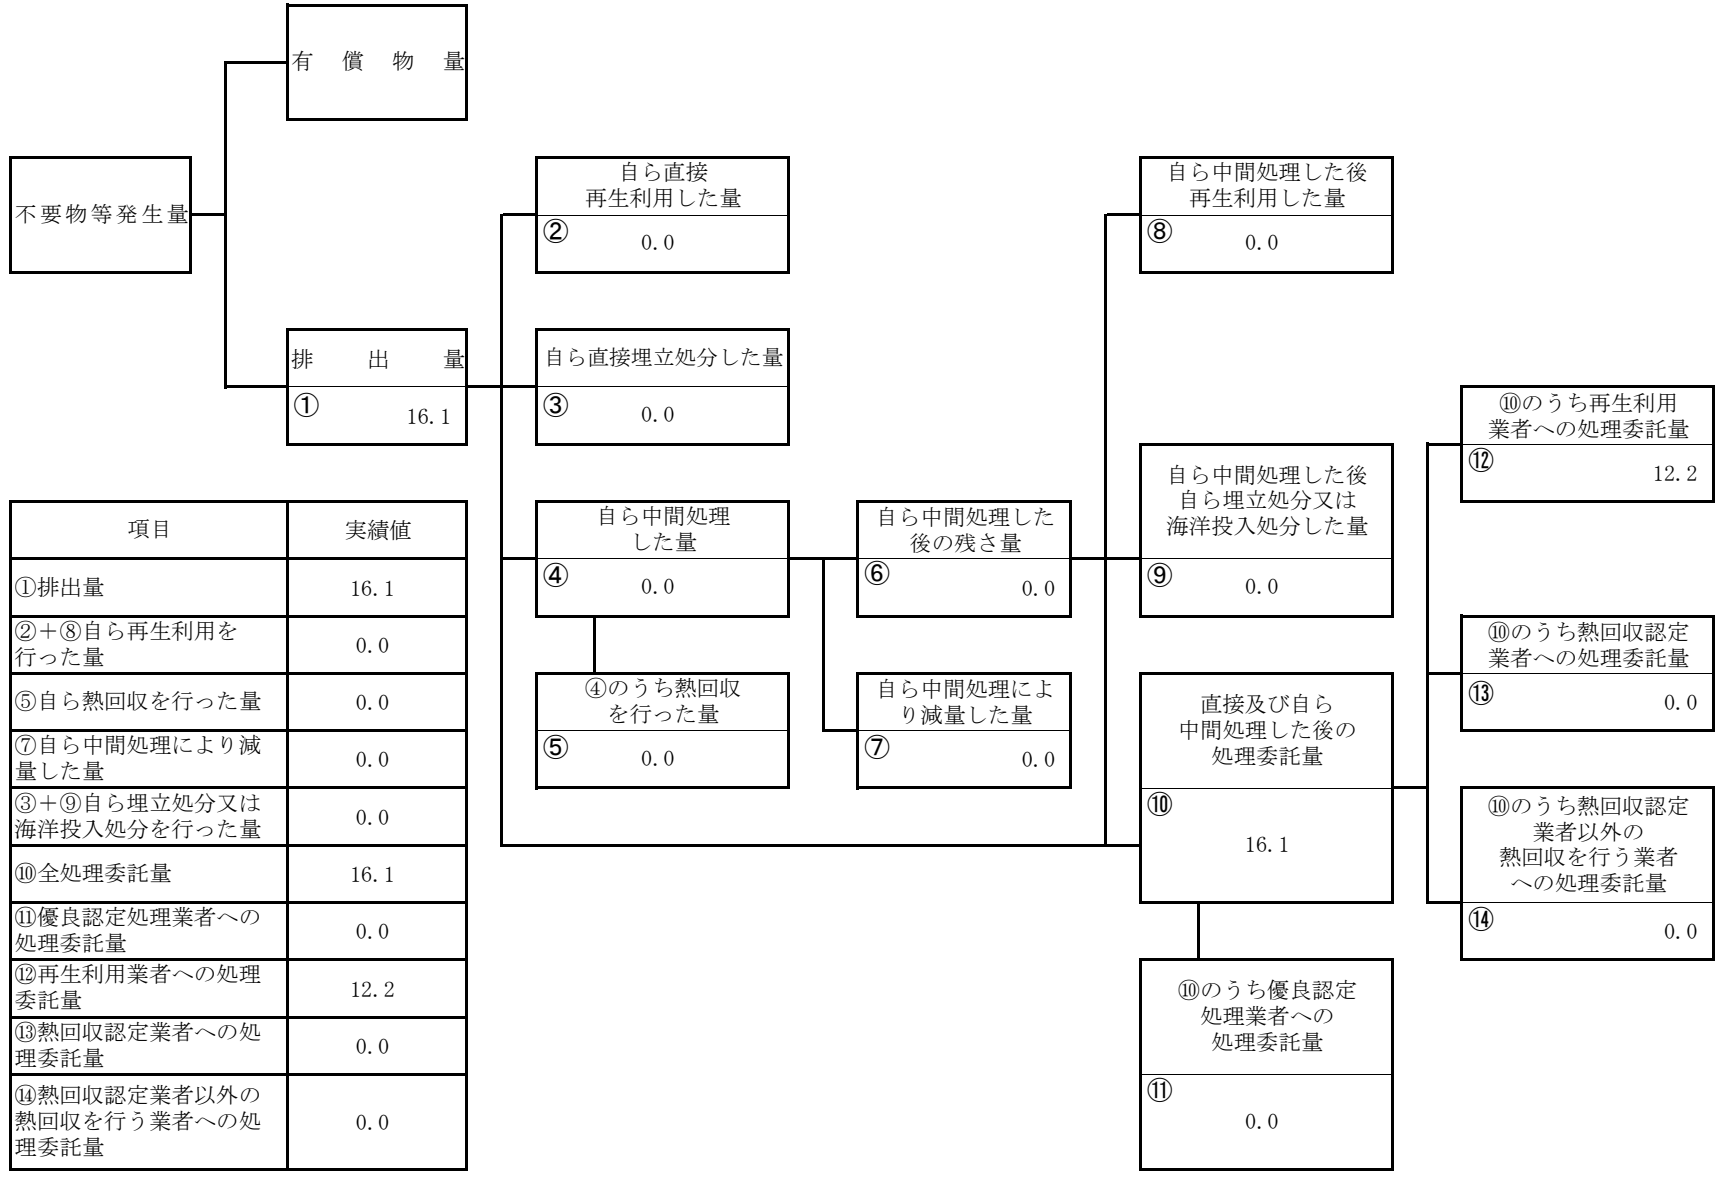 有償物量
不要物等発生量
排出量
①
16.1
自ら直接
再生利用した量
②
0.0
自ら直接埋立処分した量
③
0.0
自ら中間処理
した量
④
0.0
④のうち熱回収
を行った量
⑤
0.0
自ら中間処理した
後の残さ量
⑥
0.0
自ら中間処理によ
り減量した量
⑦
0.0
自ら中間処理した後
再生利用した量
⑧
0.0
自ら中間処理した後
自ら埋立処分又は
海洋投入処分した量
⑨
0.0
直接及び自ら
中間処理した後の
処理委託量
⑩
16.1
⑩のうち優良認定
処理業者への
処理委託量
⑪
0.0
⑩のうち再生利用
業者への処理委託量
⑫
12.2
⑩のうち熱回収認定
業者への処理委託量
⑬
0.0
⑩のうち熱回収認定
業者以外の
熱回収を行う業者
への処理委託量
⑭
0.0
項目 実績値
①排出量 16.1
②＋⑧自ら再生利用を
行った量 0.0
⑤自ら熱回収を行った量 0.0
⑦自ら中間処理により減
量した量 0.0
③＋⑨自ら埋立処分又は
海洋投入処分を行った量 0.0
⑩全処理委託量 16.1
⑪優良認定処理業者への
処理委託量 0.0
⑫再生利用業者への処理
委託量 12.2
⑬熱回収認定業者への処
理委託量 0.0
⑭熱回収認定業者以外の
熱回収を行う業者への処
理委託量 0.0